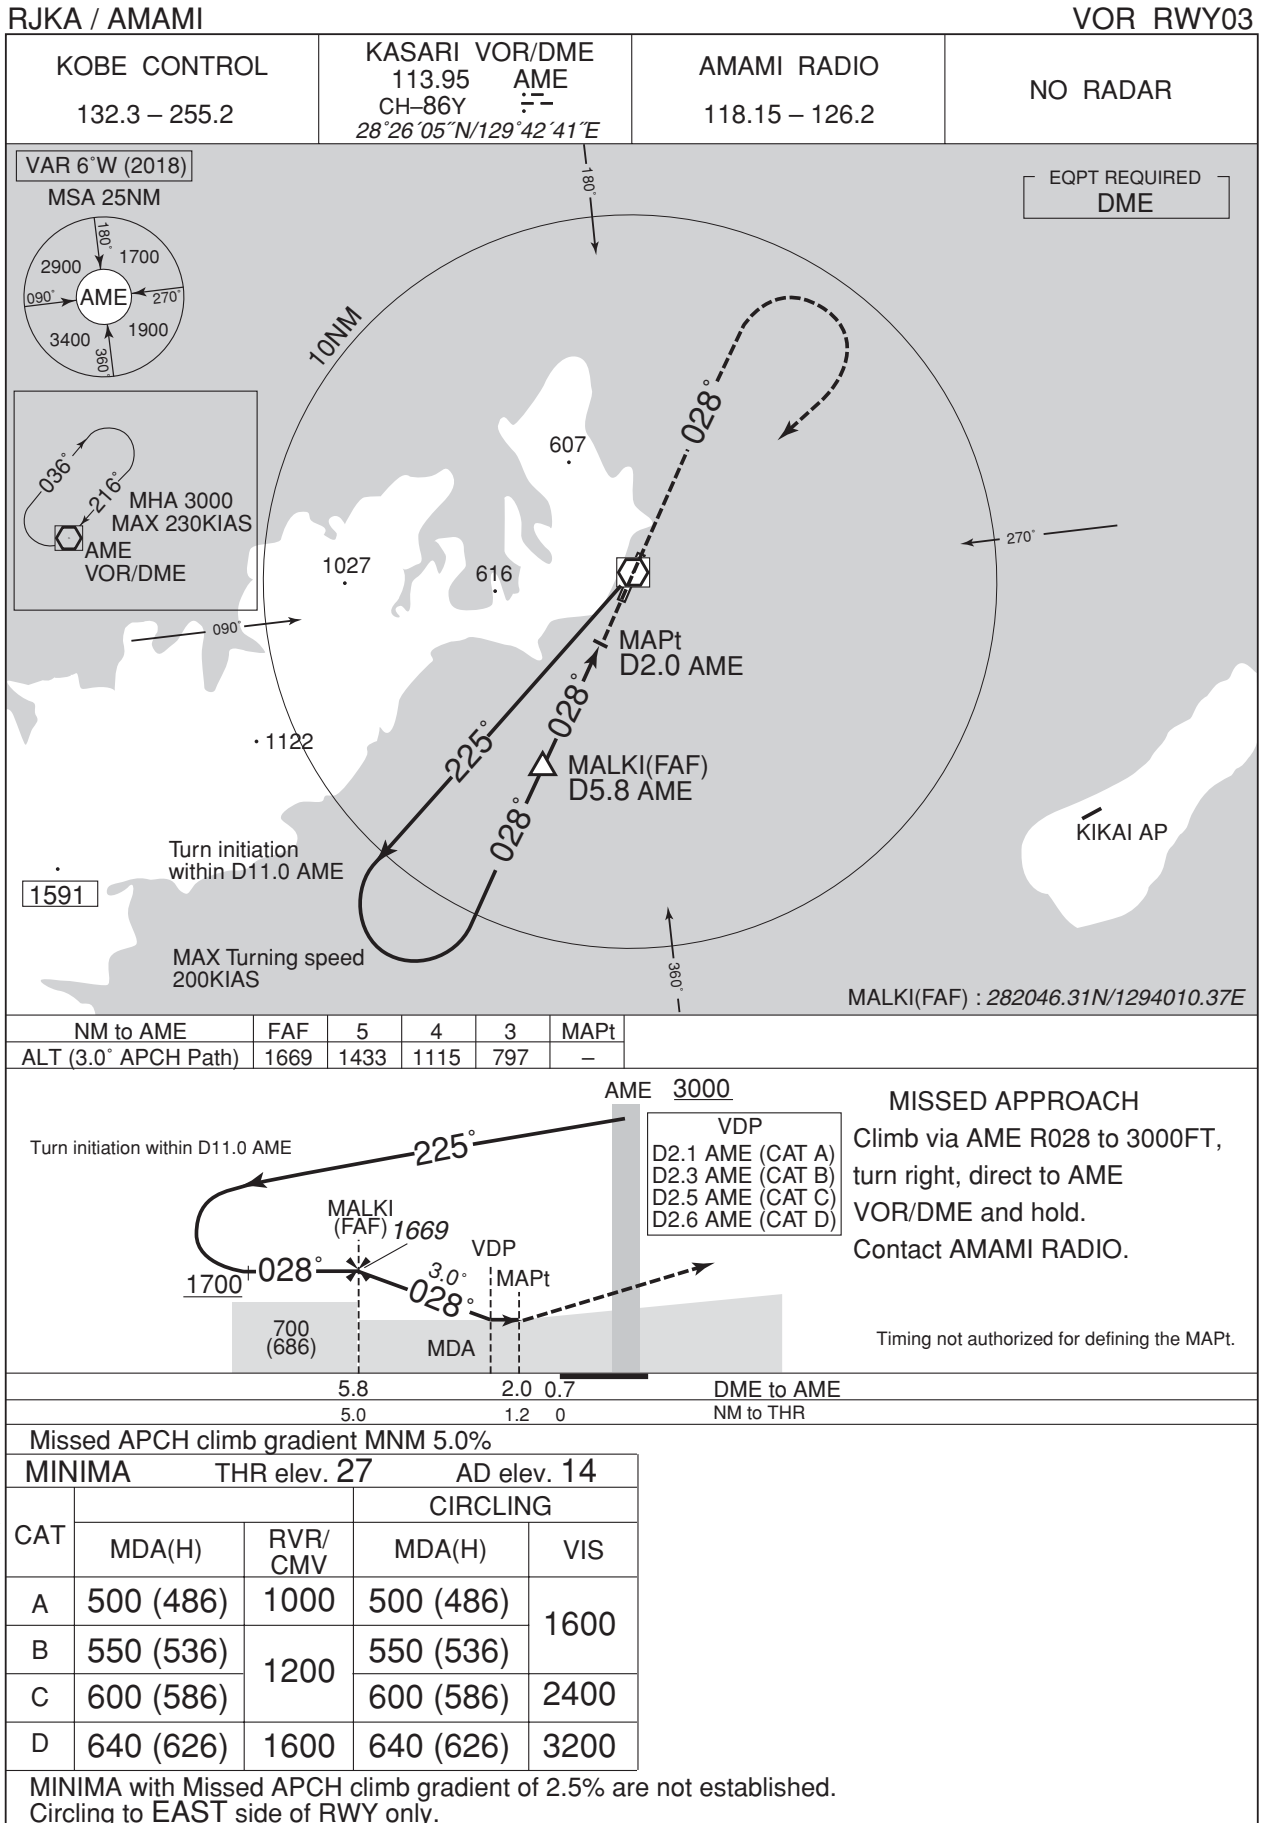 RJKA / AMAMI
VOR RWY03
KOBE CONTROL
132.3 – 255.2
KASARI VOR/DME
113.95 AME
CH–86Y
28°26´05˝N/129°42´41˝E
AMAMI RADIO
118.15 – 126.2
NO RADAR
VAR 6°W (2018)
MSA 25NM
180°
2900
1700
090°
AME
270°
3400
1900
360°
EQPT REQUIRED
DME
180°
10NM
028°
607
036°
216°
MHA 3000
MAX 230KIAS
AME
VOR/DME
1027
616
270°
090°
MAPt
D2.0 AME
028°
225°
1122
MALKI(FAF)
D5.8 AME
028°
KIKAI AP
Turn initiation
within D11.0 AME
1591
MAX Turning speed
200KIAS
360°
MALKI(FAF) : 282046.31N/1294010.37E
NM to AME FAF 5 4 3 MAPt
ALT (3.0° APCH Path) 1669 1433 1115 797 –
AME 3000
Turn initiation within D11.0 AME
225°
VDP
D2.1 AME (CAT A)
D2.3 AME (CAT B)
D2.5 AME (CAT C)
D2.6 AME (CAT D)
MISSED APPROACH
Climb via AME R028 to 3000FT,
turn right, direct to AME
VOR/DME and hold.
Contact AMAMI RADIO.
MALKI
(FAF) 1669
VDP
1700 028°
3.0°
028°
MAPt
700
(686)
MDA
Timing not authorized for defining the MAPt.
5.8 2.0 0.7 DME to AME
5.0 1.2 0 NM to THR
Missed APCH climb gradient MNM 5.0%
MINIMA THR elev. 27 AD elev. 14
CIRCLING
CAT MDA(H) RVR/CMV MDA(H) VIS
A 500 (486) 1000 500 (486) 1600
B 550 (536) 1200 550 (536)
C 600 (586) 600 (586) 2400
D 640 (626) 1600 640 (626) 3200
MINIMA with Missed APCH climb gradient of 2.5% are not established.
Circling to EAST side of RWY only.